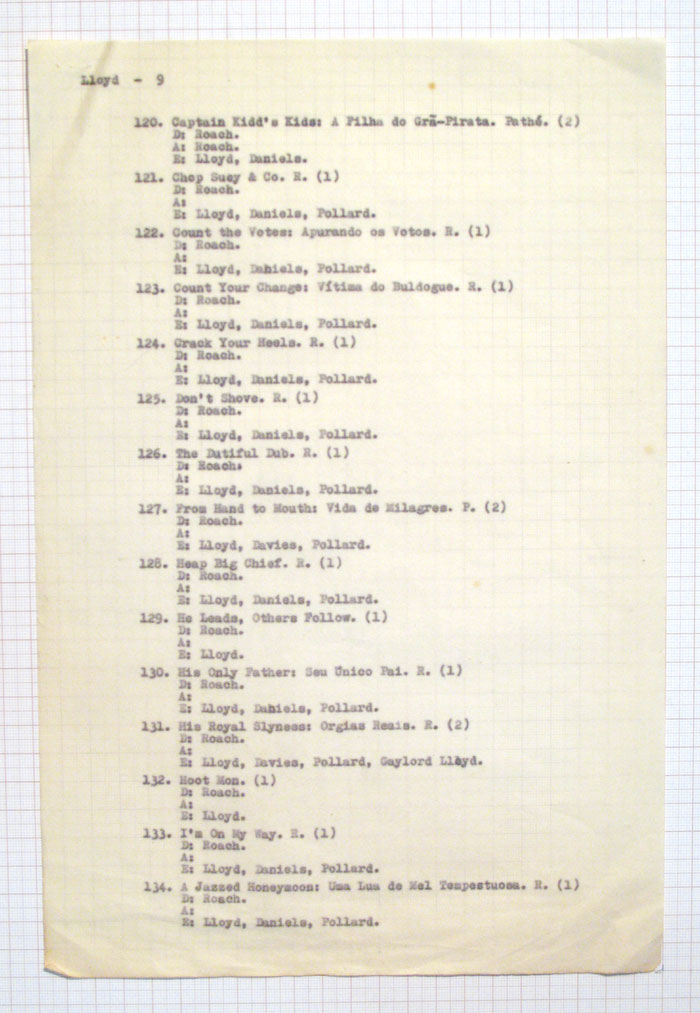 Lloyd - 9
120. Captain Kidd's Kids: A Filha do Grã-Pirata. Pathé. (2)
D: Roach.
A: Roach.
E: Lloyd, Daniels.
121. Chop Suey & Co. R. (1)
D: Roach.
A:
E: Lloyd, Daniels, Pollard.
122. Count the Votes: Apurando os Votos. R. (1)
D: Roach.
A:
E: Lloyd, Daniels, Pollard.
123. Count Your Change: Vítima do Buldogue. R. (1)
D: Roach.
A:
E: Lloyd, Daniels, Pollard.
124. Crack Your Heels. R. (1)
D: Roach.
A:
E: Lloyd, Daniels, Pollard.
125. Don't Shove. R. (1)
D: Roach.
A:
E: Lloyd, Daniels, Pollard.
126. The Dutiful Dub. R. (1)
D: Roach:
A:
E: Lloyd, Daniels, Pollard.
127. From Hand to Mouth: Vida de Milagres. P. (2)
D: Roach.
A:
E: Lloyd, Davies, Pollard.
128. Heap Big Chief. R. (1)
D: Roach.
A:
E: Lloyd, Daniels, Pollard.
129. He Leads, Others Follow. (1)
D: Roach.
A:
E: Lloyd.
130. His Only Father: Seu Único Pai. R. (1)
D: Roach.
A:
E: Lloyd, Daniels, Pollard.
131. His Royal Slyness: Orgias Reais. R. (2)
D: Roach.
A:
E: Lloyd, Davies, Pollard, Gaylord Lloyd.
132. Hoot Mon. (1)
D: Roach.
A:
E: Lloyd.
133. I'm On My Way. R. (1)
D: Roach.
A:
E: Lloyd, Daniels, Pollard.
134. A Jazzed Honeymoon: Uma Lua de Mel Tempestuosa. R. (1)
D: Roach.
A:
E: Lloyd, Daniels, Pollard.